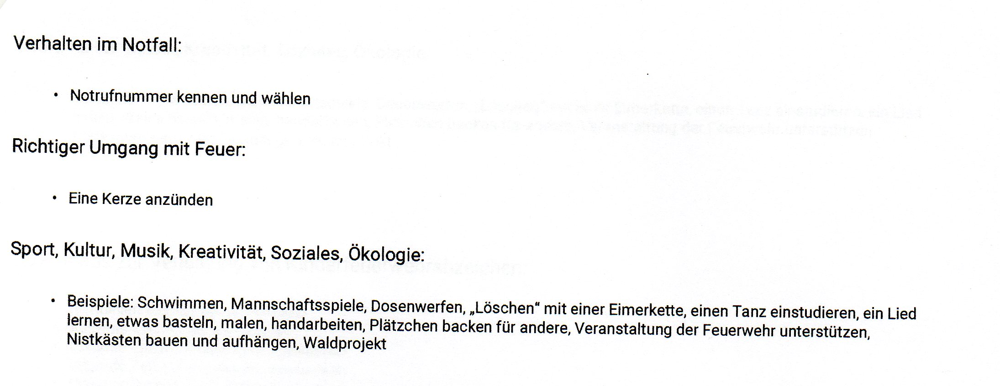 Verhalten im Notfall:
• Notrufnummer kennen und wählen
Richtiger Umgang mit Feuer:
• Eine Kerze anzünden
Sport, Kultur, Musik, Kreativität, Soziales, Ökologie:
• Beispiele: Schwimmen, Mannschaftsspiele, Dosenwerfen, „Löschen“ mit einer Eimerkette, einen Tanz einstudieren, ein Lied
lernen, etwas basteln, malen, handarbeiten, Plätzchen backen für andere, Veranstaltung der Feuerwehr unterstützen,
Nistkästen bauen und aufhängen, Waldprojekt